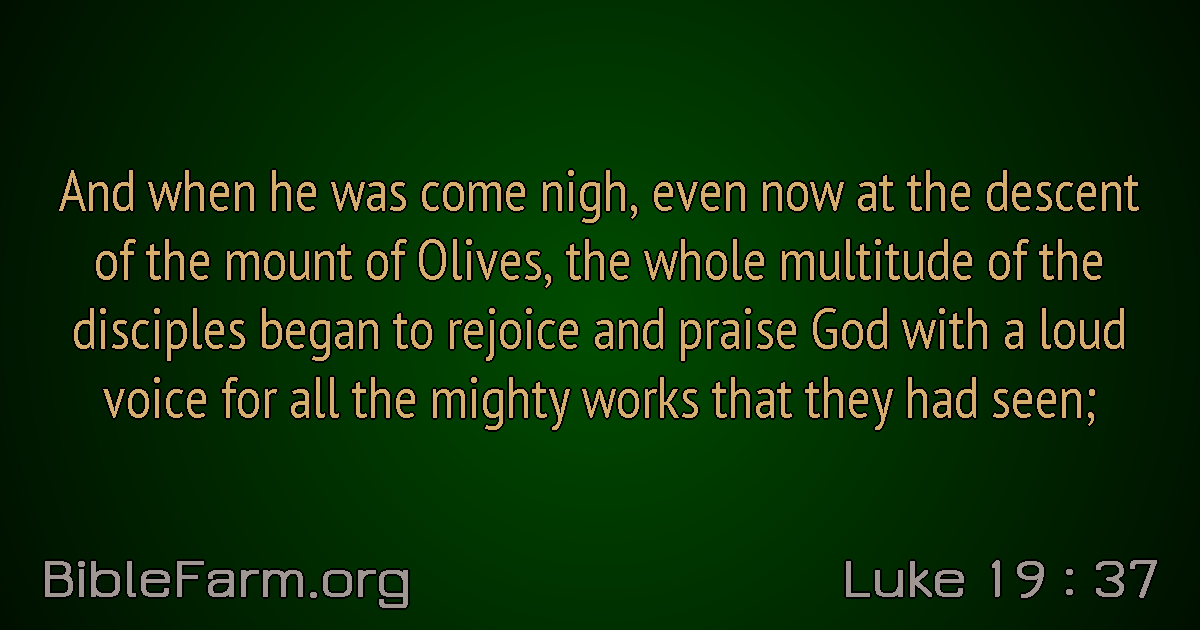 And when he was come nigh, even now at the descent
of the mount of Olives, the whole multitude of the
disciples began to rejoice and praise God with a loud
voice for all the mighty works that they had seen;
BibleFarm.org
Luke 19 : 37